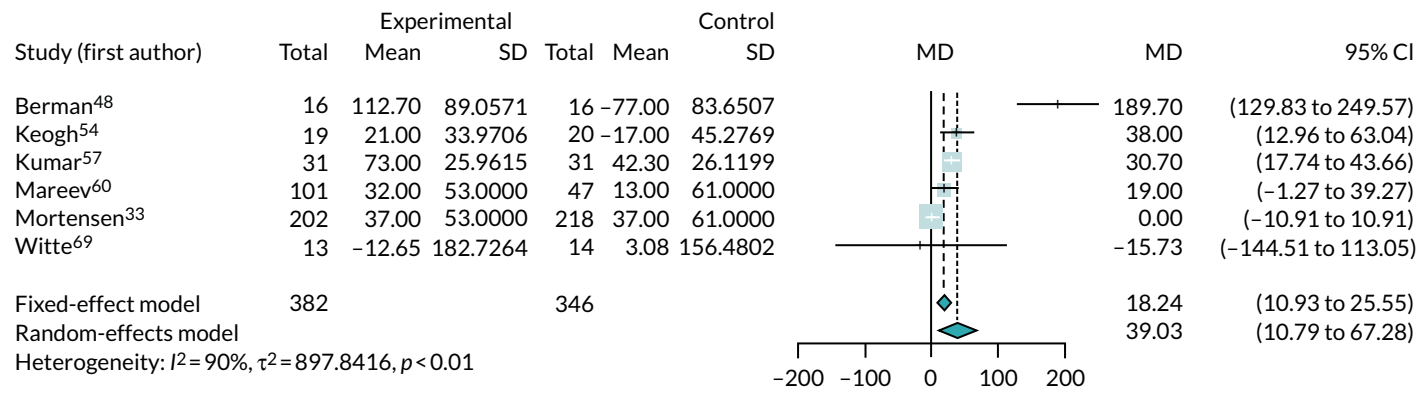 Experimental Control
Study (first author) Total Mean SD Total Mean SD MD MD 95% CI
Berman48 16 112.70 89.0571 16 –77.00 83.6507 189.70 (129.83 to 249.57)
Keogh54 19 21.00 33.9706 20 –17.00 45.2769 38.00 (12.96 to 63.04)
Kumar57 31 73.00 25.9615 31 42.30 26.1199 30.70 (17.74 to 43.66)
Mareev60 101 32.00 53.0000 47 13.00 61.0000 19.00 (–1.27 to 39.27)
Mortensen33 202 37.00 53.0000 218 37.00 61.0000 0.00 (–10.91 to 10.91)
Witte69 13 –12.65 182.7264 14 3.08 156.4802 –15.73 (–144.51 to 113.05)
Fixed-effect model 382 346 18.24 (10.93 to 25.55)
Random-effects model 39.03 (10.79 to 67.28)
Heterogeneity: I2=90%, τ2=897.8416, p<0.01
–200 –100 0 100 200